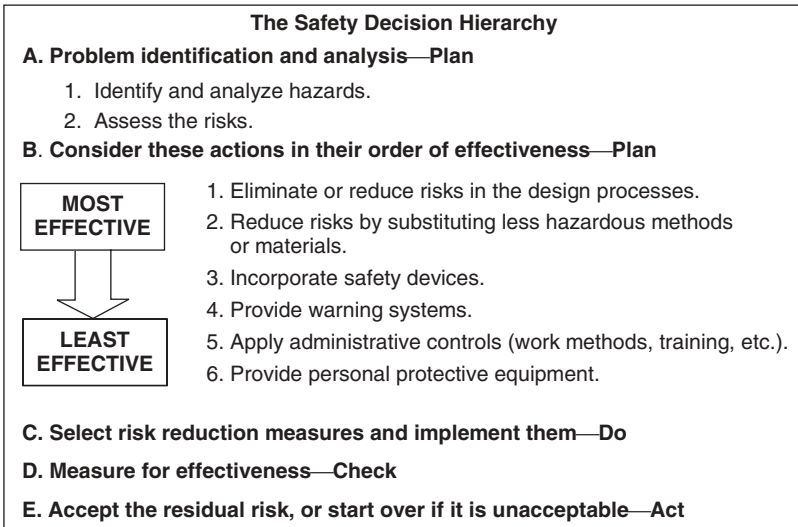 The Safety Decision Hierarchy
A. Problem identification and analysis—Plan
1. Identify and analyze hazards.
2. Assess the risks.
B. Consider these actions in their order of effectiveness—Plan
MOST
EFFECTIVE
LEAST
EFFECTIVE
1. Eliminate or reduce risks in the design processes.
2. Reduce risks by substituting less hazardous methods
or materials.
3. Incorporate safety devices.
4. Provide warning systems.
5. Apply administrative controls (work methods, training, etc.).
6. Provide personal protective equipment.
C. Select risk reduction measures and implement them—Do
D. Measure for effectiveness—Check
E. Accept the residual risk, or start over if it is unacceptable—Act